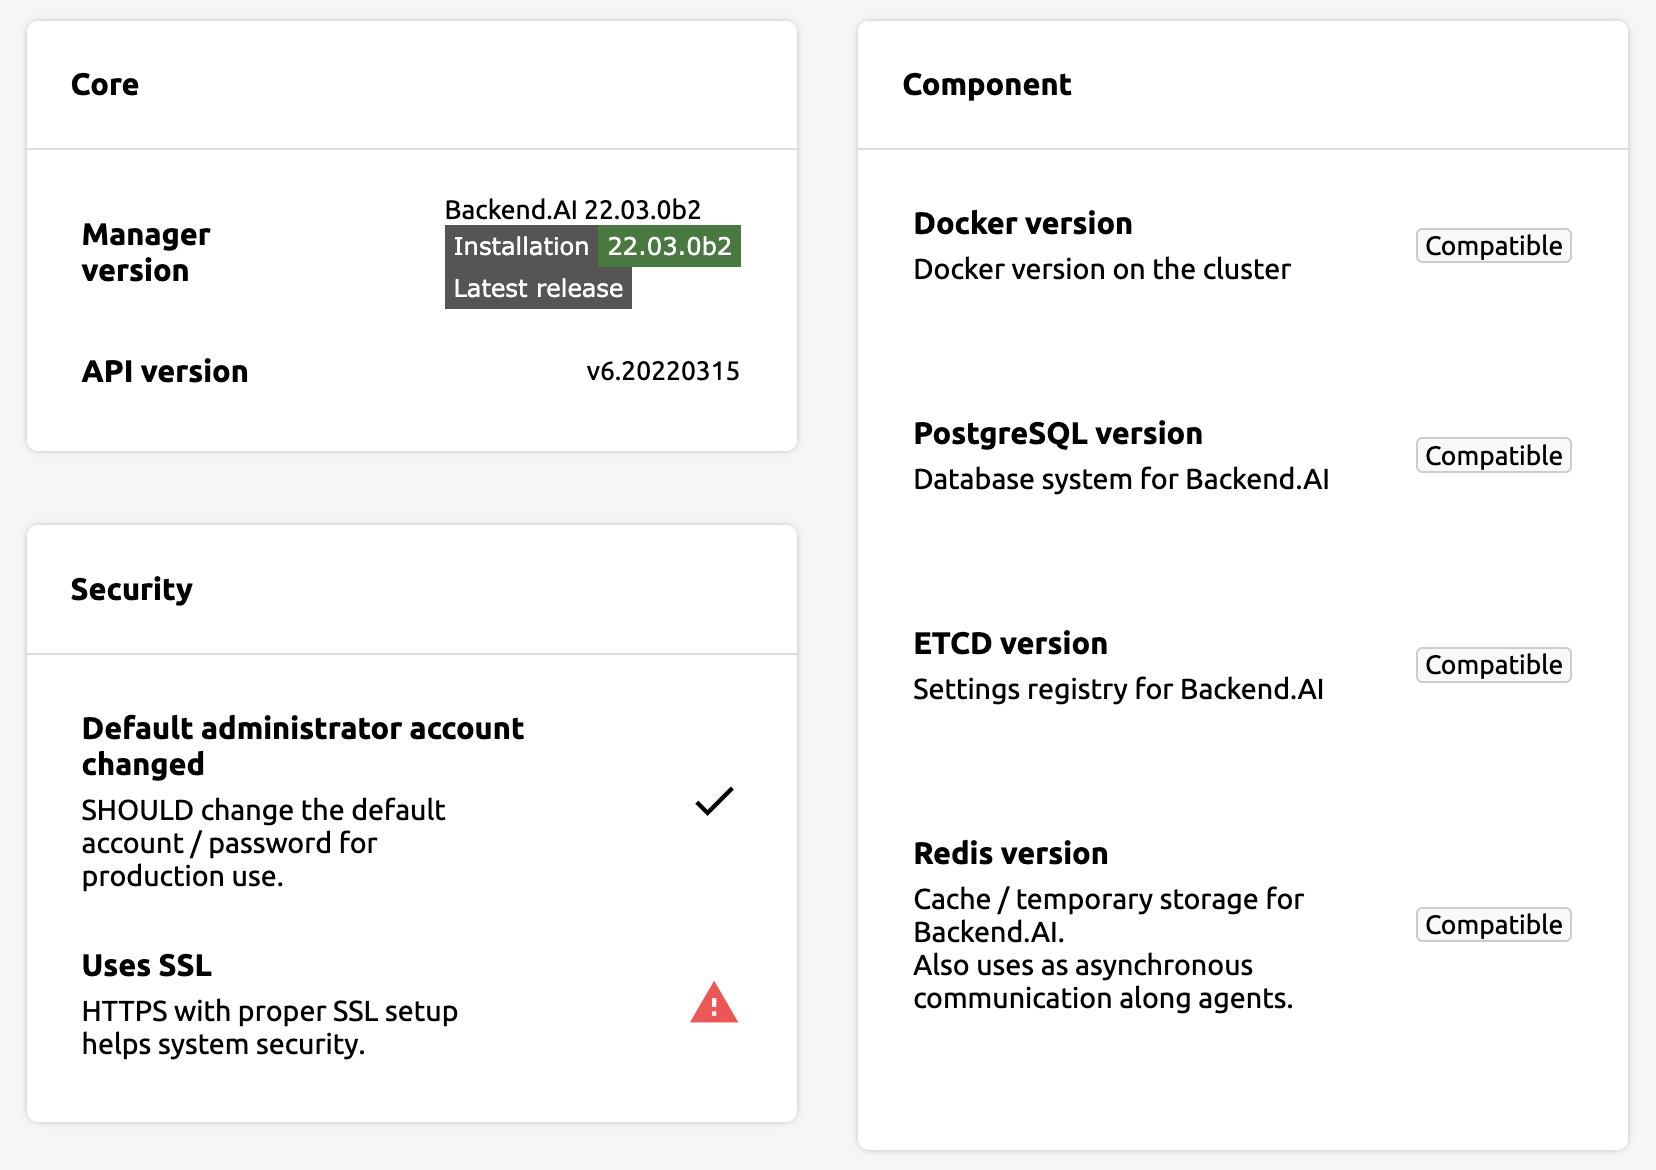 Core
Manager
version
Backend.AI 22.03.0b2
Installation 22.03.0b2
Latest release
API version
v6.20220315
Security
Default administrator account
changed
SHOULD change the default
account / password for
production use.
Uses SSL
HTTPS with proper SSL setup
helps system security.
Component
Docker version
Docker version on the cluster
Compatible
PostgreSQL version
Database system for Backend.AI
Compatible
ETCD version
Settings registry for Backend.AI
Compatible
Redis version
Cache / temporary storage for
Backend.AI.
Also uses as asynchronous
communication along agents.
Compatible